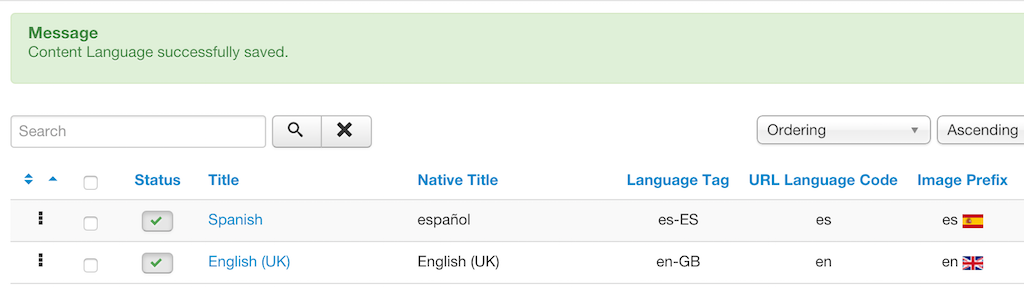 Message
Content Language successfully saved.
Search Ordering Ascending
Status Title Native Title Language Tag URL Language Code Image Prefix
Spanish español es-ES es es
English (UK) English (UK) en-GB en en